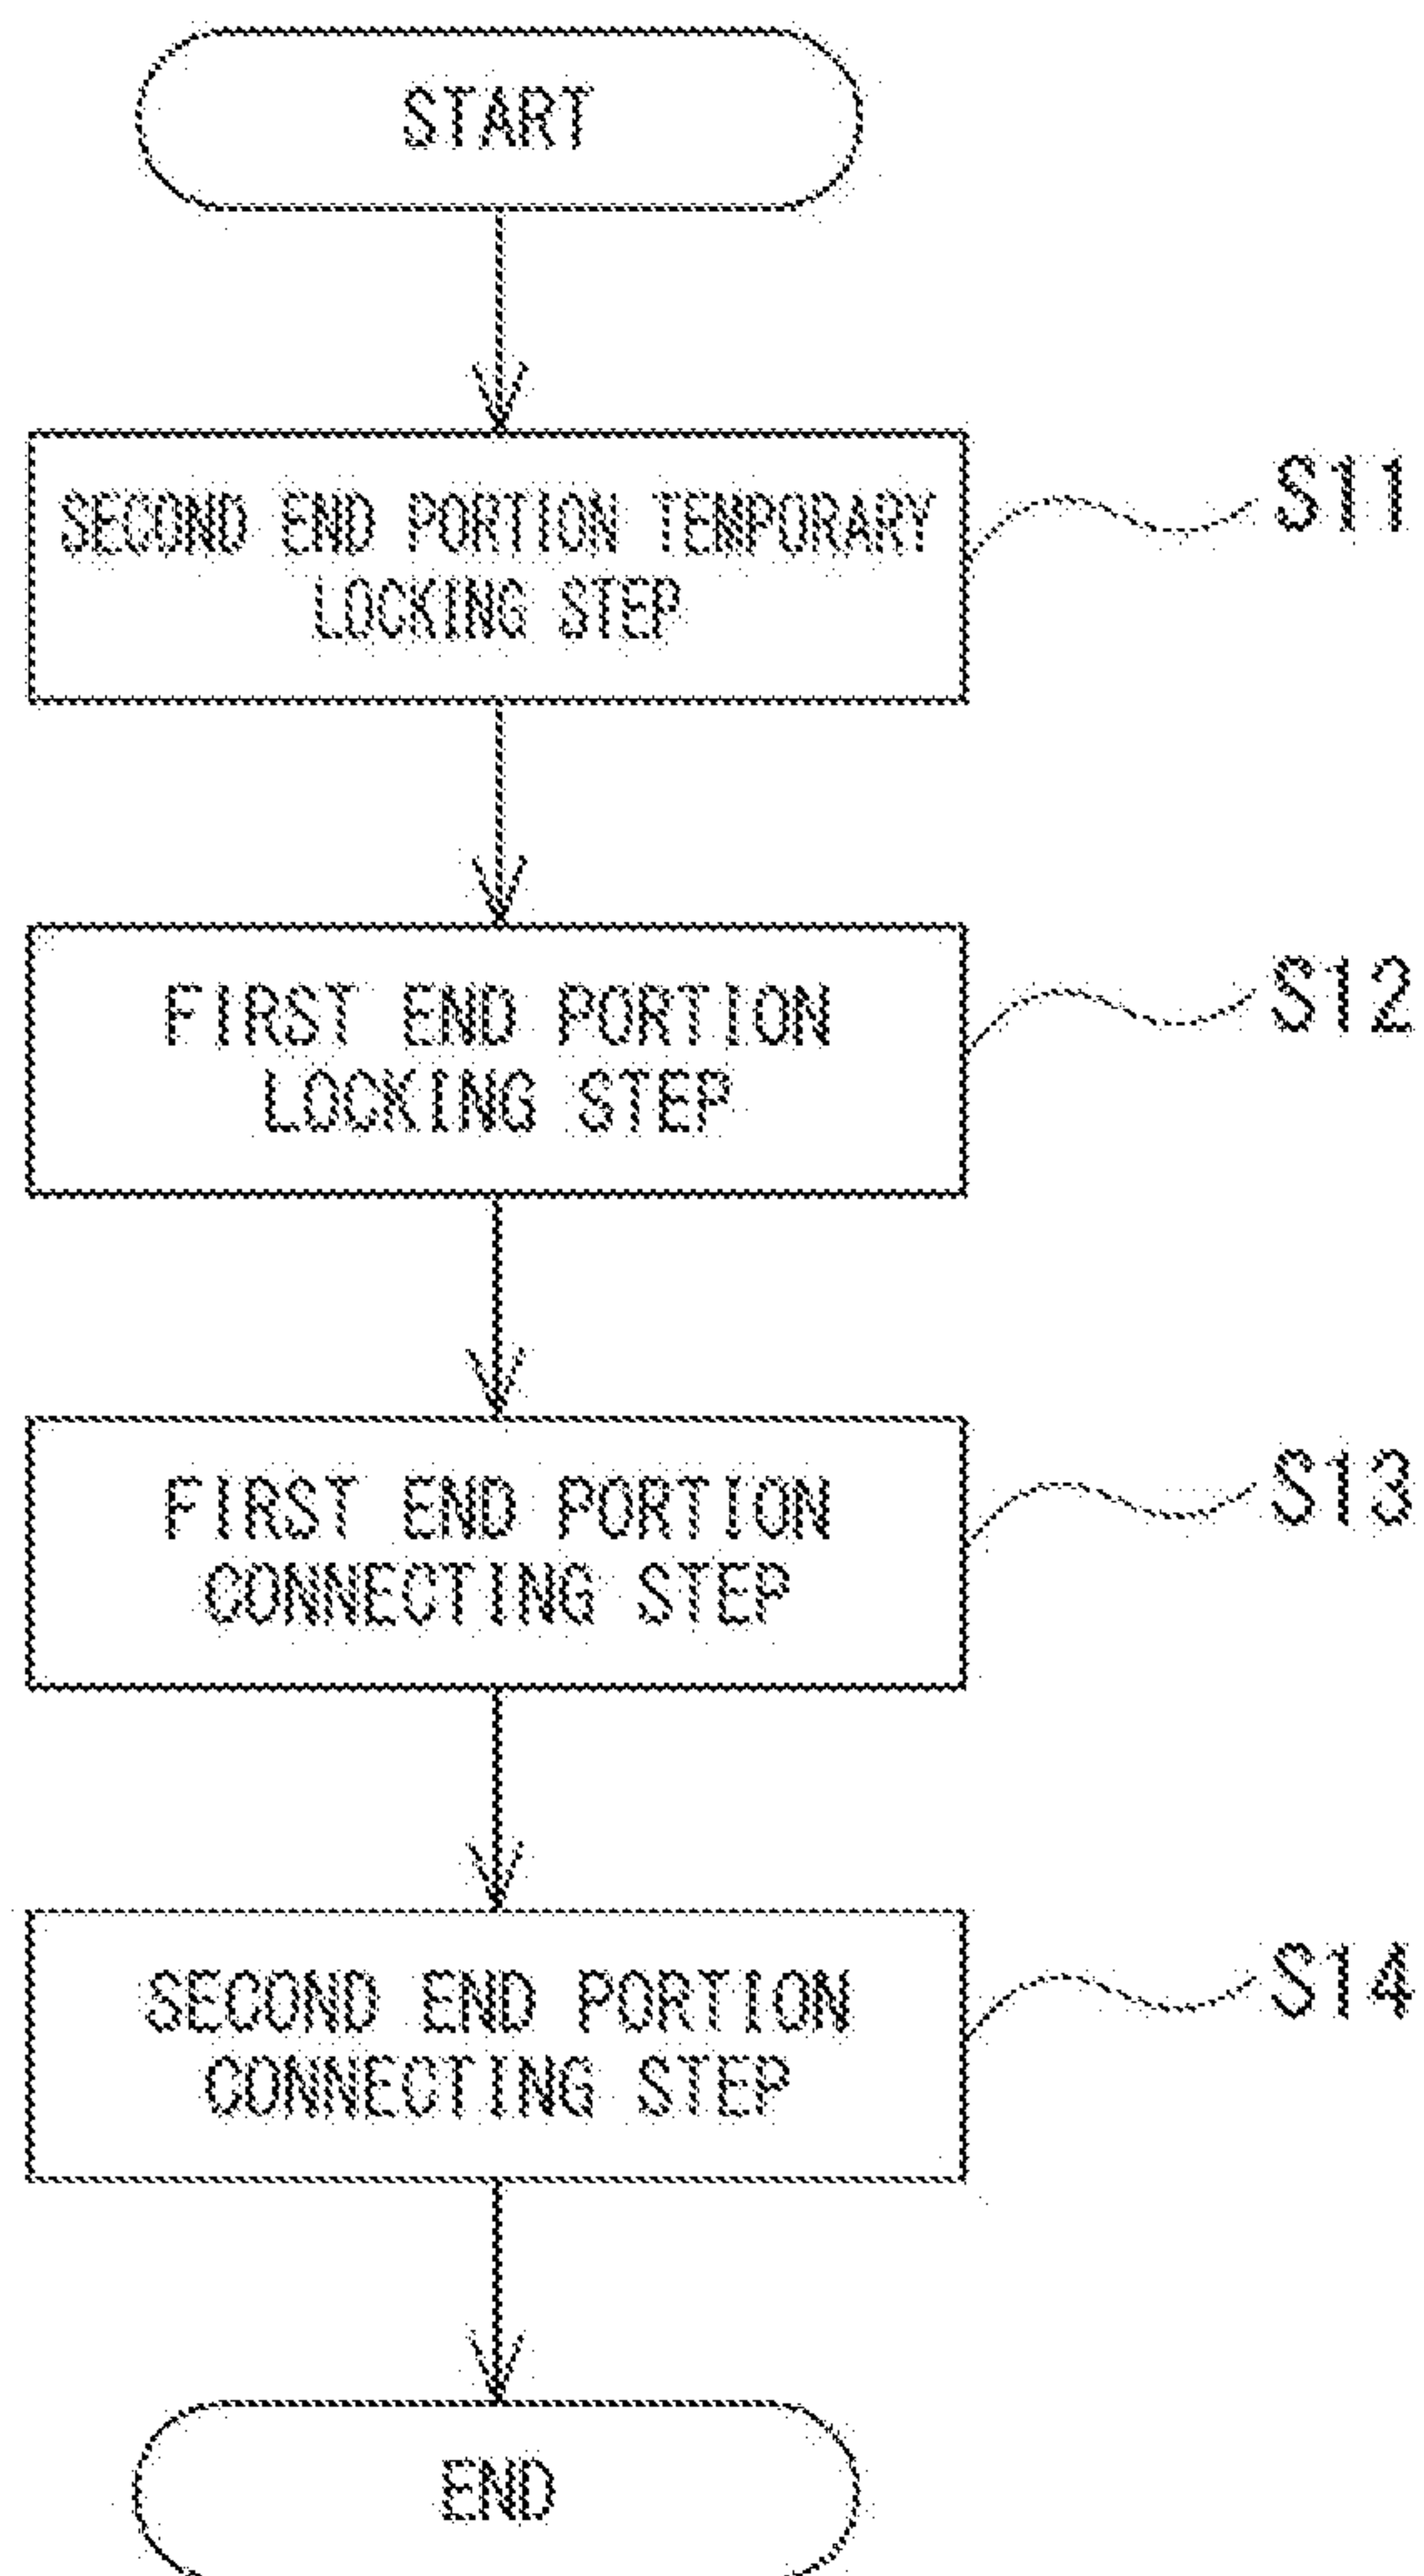 START
SECOND END PORTION TEMPORARY
LOCKING STEP
S11
FIRST END PORTION
LOCKING STEP
S12
FIRST END PORTION
CONNECTING STEP
S13
SECOND END PORTION
CONNECTING STEP
S14
END